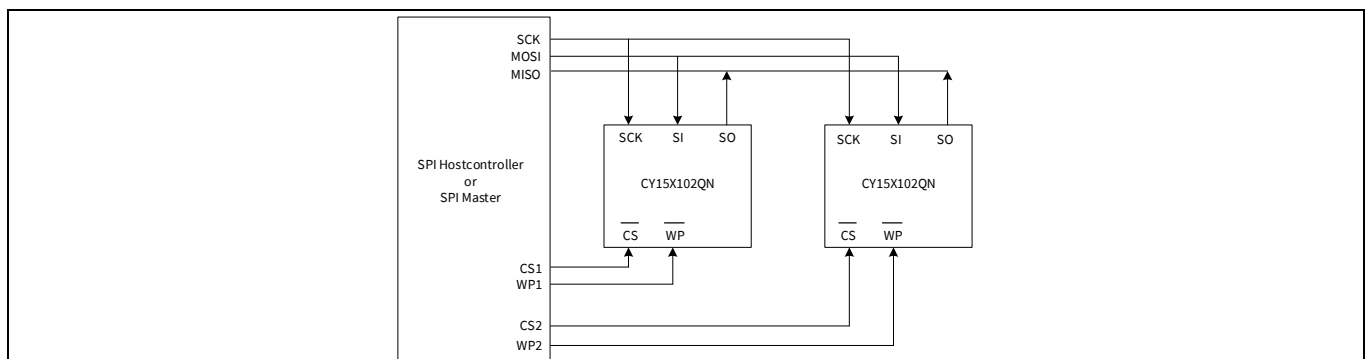 SCK
MOSI
MISO
SCK SI SO
SCK SI SO
SPI Hostcontroller
or
SPI Master
CY15X102QN
CY15X102QN
CS WP
CS WP
CS1
WP1
CS2
WP2